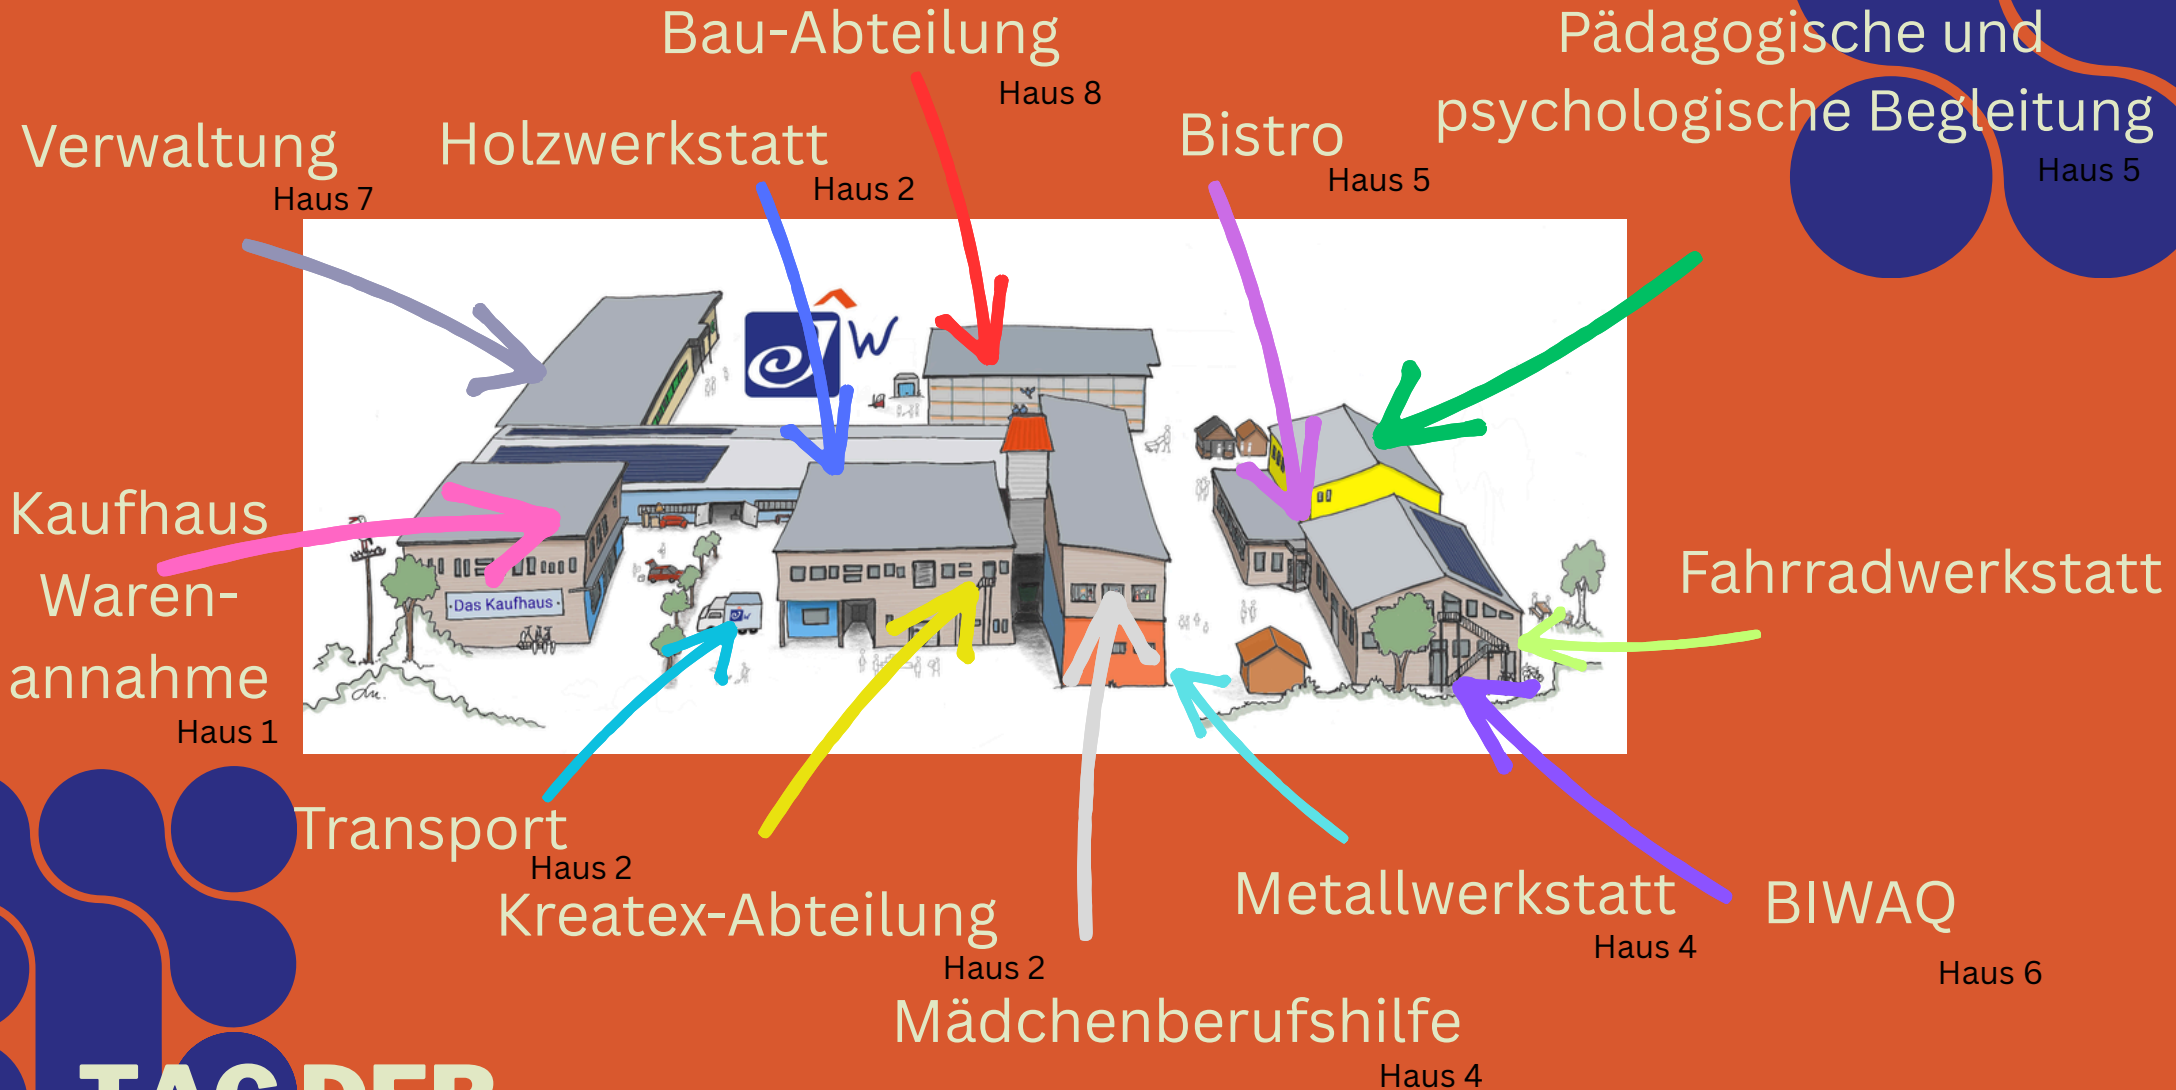 Bau-Abteilung
Haus 8
Pädagogische und
psychologische Begleitung
Haus 5
Verwaltung
Haus 7
Holzwerkstatt
Haus 2
Bistro
Haus 5
Kaufhaus
Waren-
annahme
Haus 1
Das Kaufhaus
Fahrradwerkstatt
Transport
Haus 2
Kreatex-Abteilung
Haus 2
Metallwerkstatt
Haus 4
BIWAQ
Haus 6
Mädchenberufshilfe
Haus 4
TAG DER